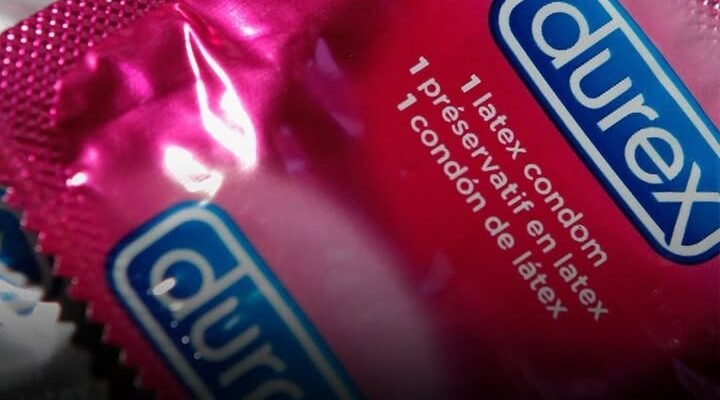 durex
1 latex condom
1 préservatif en latex
1 condón de látex
durex